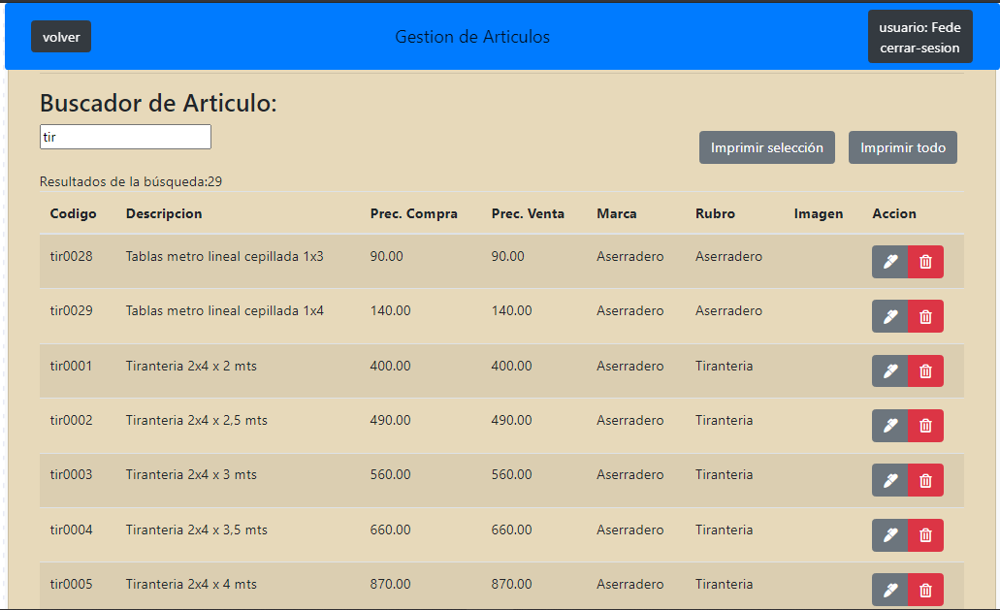 volver
Gestion de Articulos
usuario: Fede
cerrar-sesion
Buscador de Articulo:
tir
Imprimir selección
Imprimir todo
Resultados de la búsqueda:29
Codigo Descripcion Prec. Compra Prec. Venta Marca Rubro Imagen Accion
tir0028 Tablas metro lineal cepillada 1x3 90.00 90.00 Aserradero Aserradero
tir0029 Tablas metro lineal cepillada 1x4 140.00 140.00 Aserradero Aserradero
tir0001 Tiranteria 2x4 x 2 mts 400.00 400.00 Aserradero Tiranteria
tir0002 Tiranteria 2x4 x 2,5 mts 490.00 490.00 Aserradero Tiranteria
tir0003 Tiranteria 2x4 x 3 mts 560.00 560.00 Aserradero Tiranteria
tir0004 Tiranteria 2x4 x 3,5 mts 660.00 660.00 Aserradero Tiranteria
tir0005 Tiranteria 2x4 x 4 mts 870.00 870.00 Aserradero Tiranteria